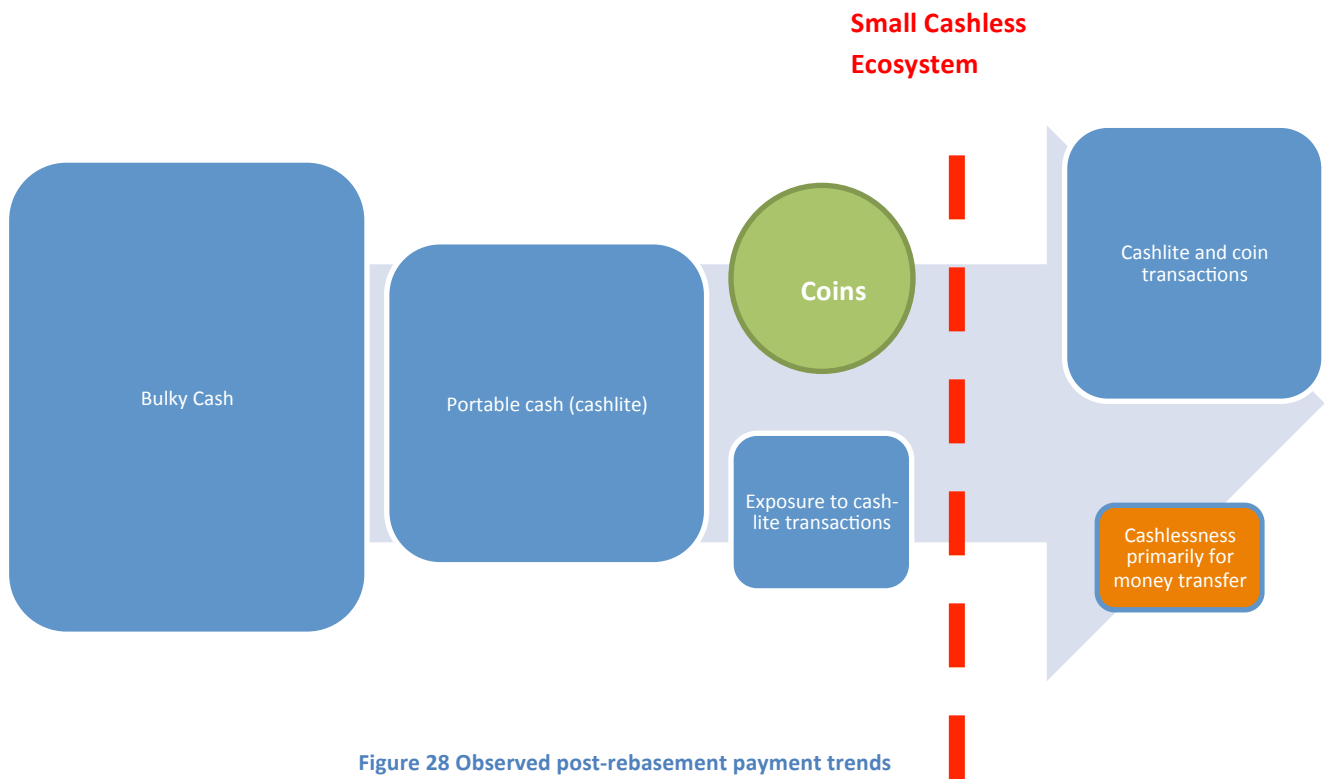 Small Cashless
Ecosystem
Bulky Cash
Portable cash (cashlite)
Coins
Exposure to cash-
lite transactions
Cashlite and coin
transactions
Cashlessness
primarily for
money transfer
Figure 28 Observed post-rebasement payment trends